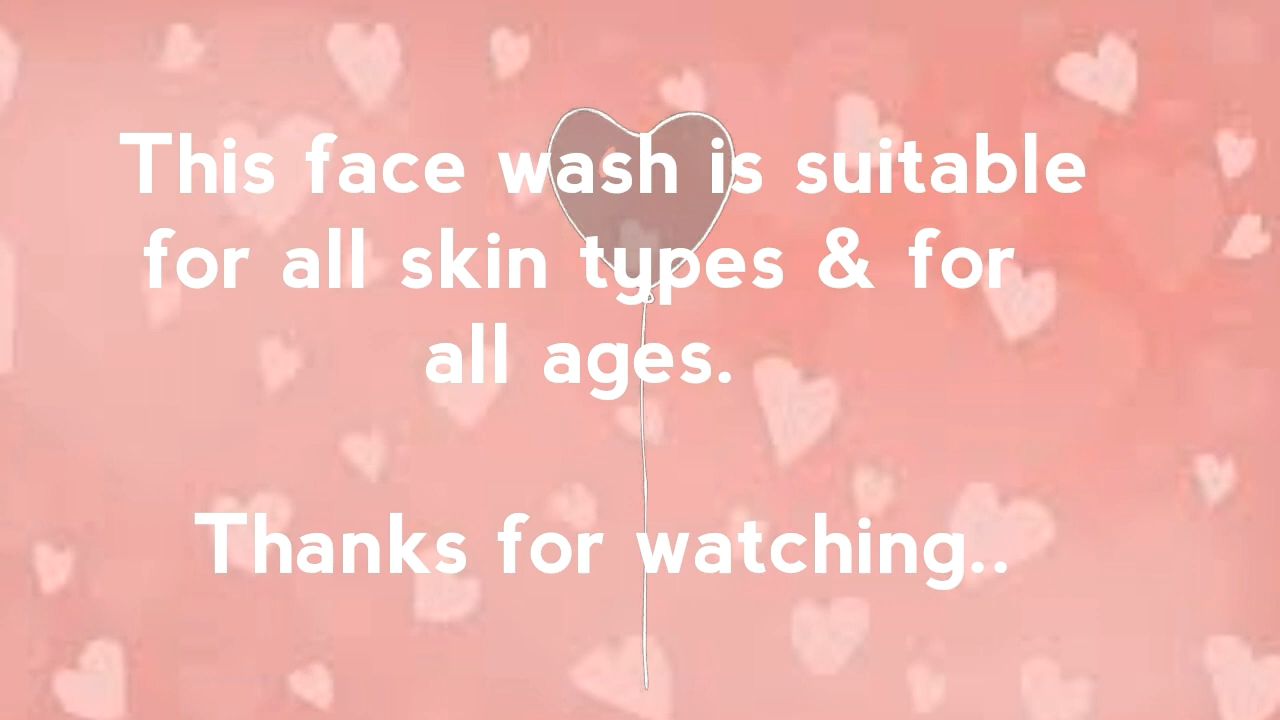 This face wash is suitable
for all skin types & for
all ages.
Thanks for watching..